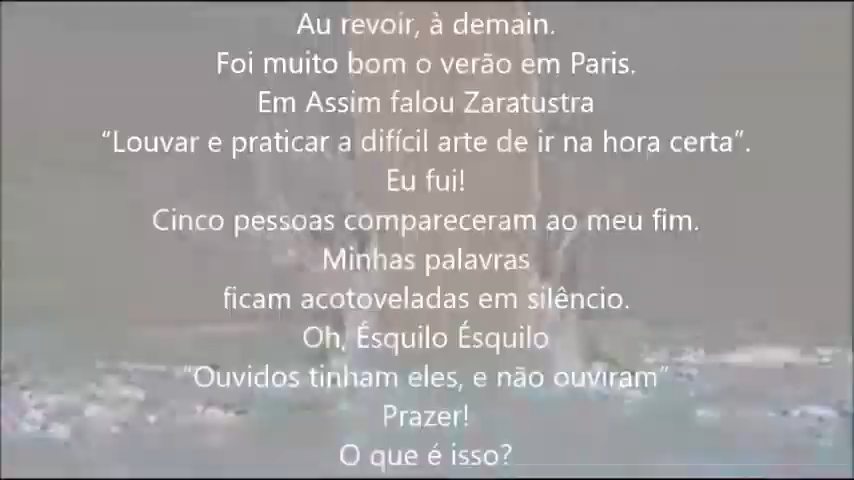 Au revoir, à demain.
Foi muito bom o verão em Paris.
Em Assim falou Zaratustra
“Louvar e praticar a difícil arte de ir na hora certa”.
Eu fui!
Cinco pessoas compareceram ao meu fim.
Minhas palavras
ficam acotoveladas em silêncio.
Oh, Ésquilo Ésquilo
“Ouvidos tinham eles, e não ouviram”
Prazer!
O que é isso?